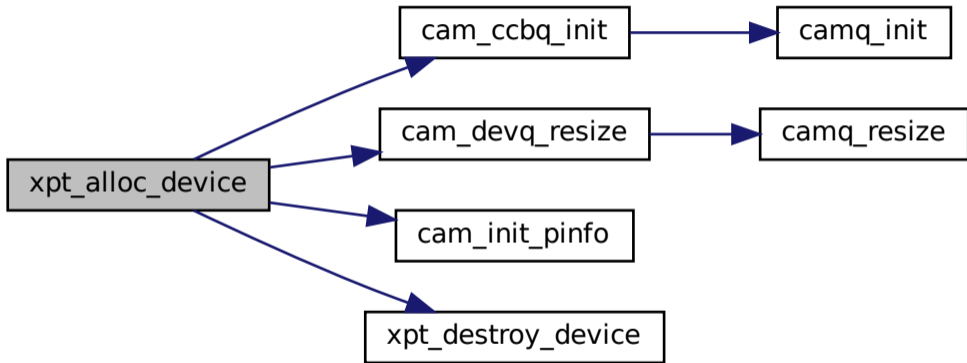 cam_ccbq_init
camq_init
cam_devq_resize
camq_resize
xpt_alloc_device
cam_init_pinfo
xpt_destroy_device